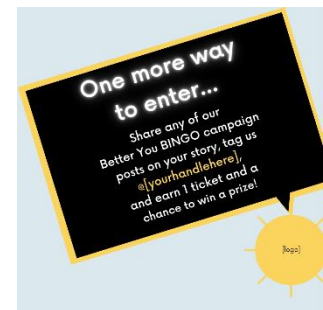 One more way
to enter...
Share any of our
Better You BINGO campaign
posts on your story, tag us
@[yourhandlehere],
and earn 1 ticket and a
chance to win a prize!
[logo]